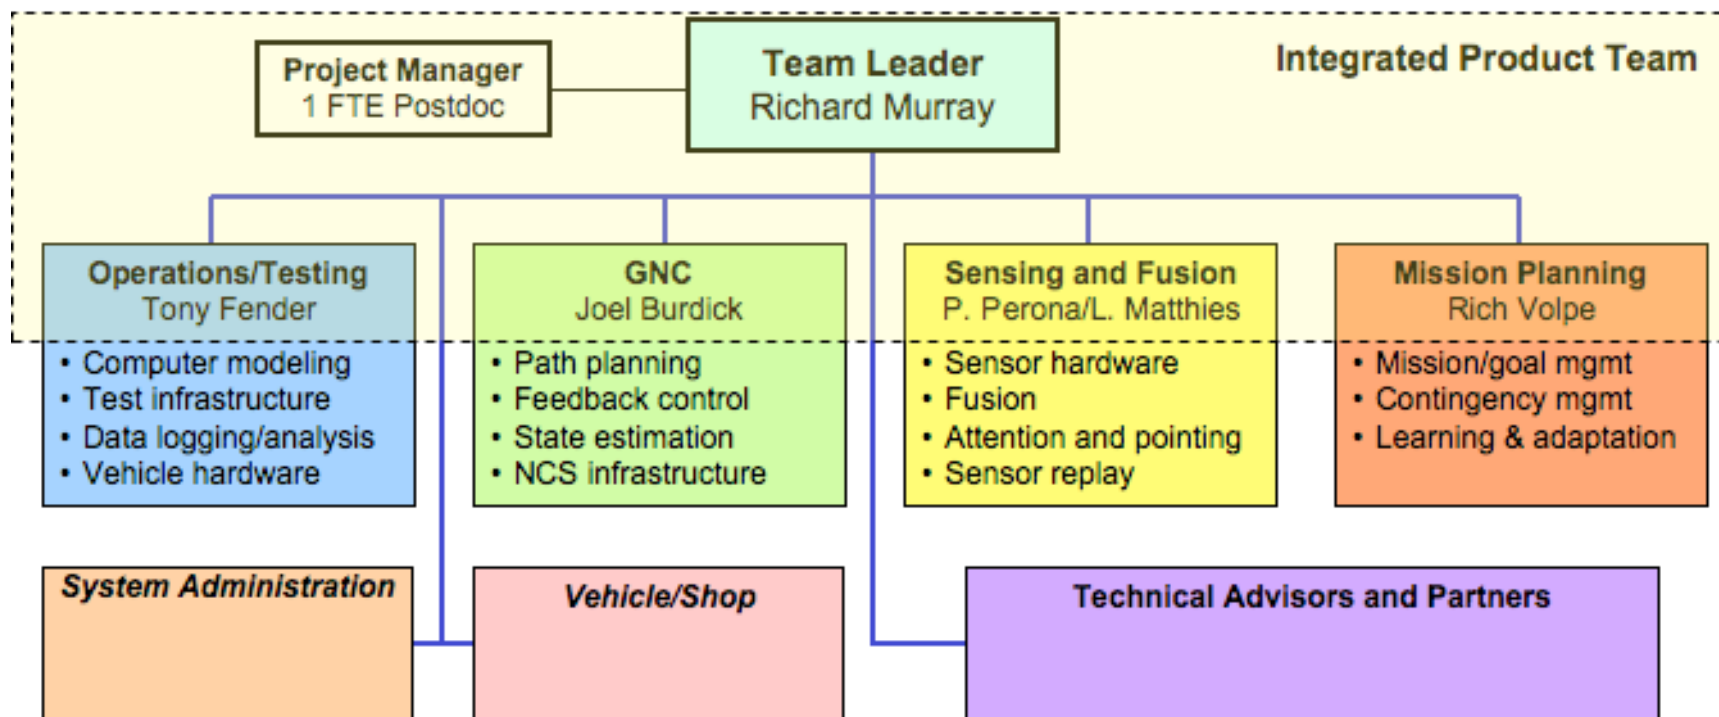 Integrated Product Team
Project Manager
1 FTE Postdoc
Team Leader
Richard Murray
Operations/Testing
Tony Fender
• Computer modeling
• Test infrastructure
• Data logging/analysis
• Vehicle hardware
GNC
Joel Burdick
• Path planning
• Feedback control
• State estimation
• NCS infrastructure
Sensing and Fusion
P. Perona/L. Matthies
• Sensor hardware
• Fusion
• Attention and pointing
• Sensor replay
Mission Planning
Rich Volpe
• Mission/goal mgmt
• Contingency mgmt
• Learning & adaptation
System Administration
Vehicle/Shop
Technical Advisors and Partners